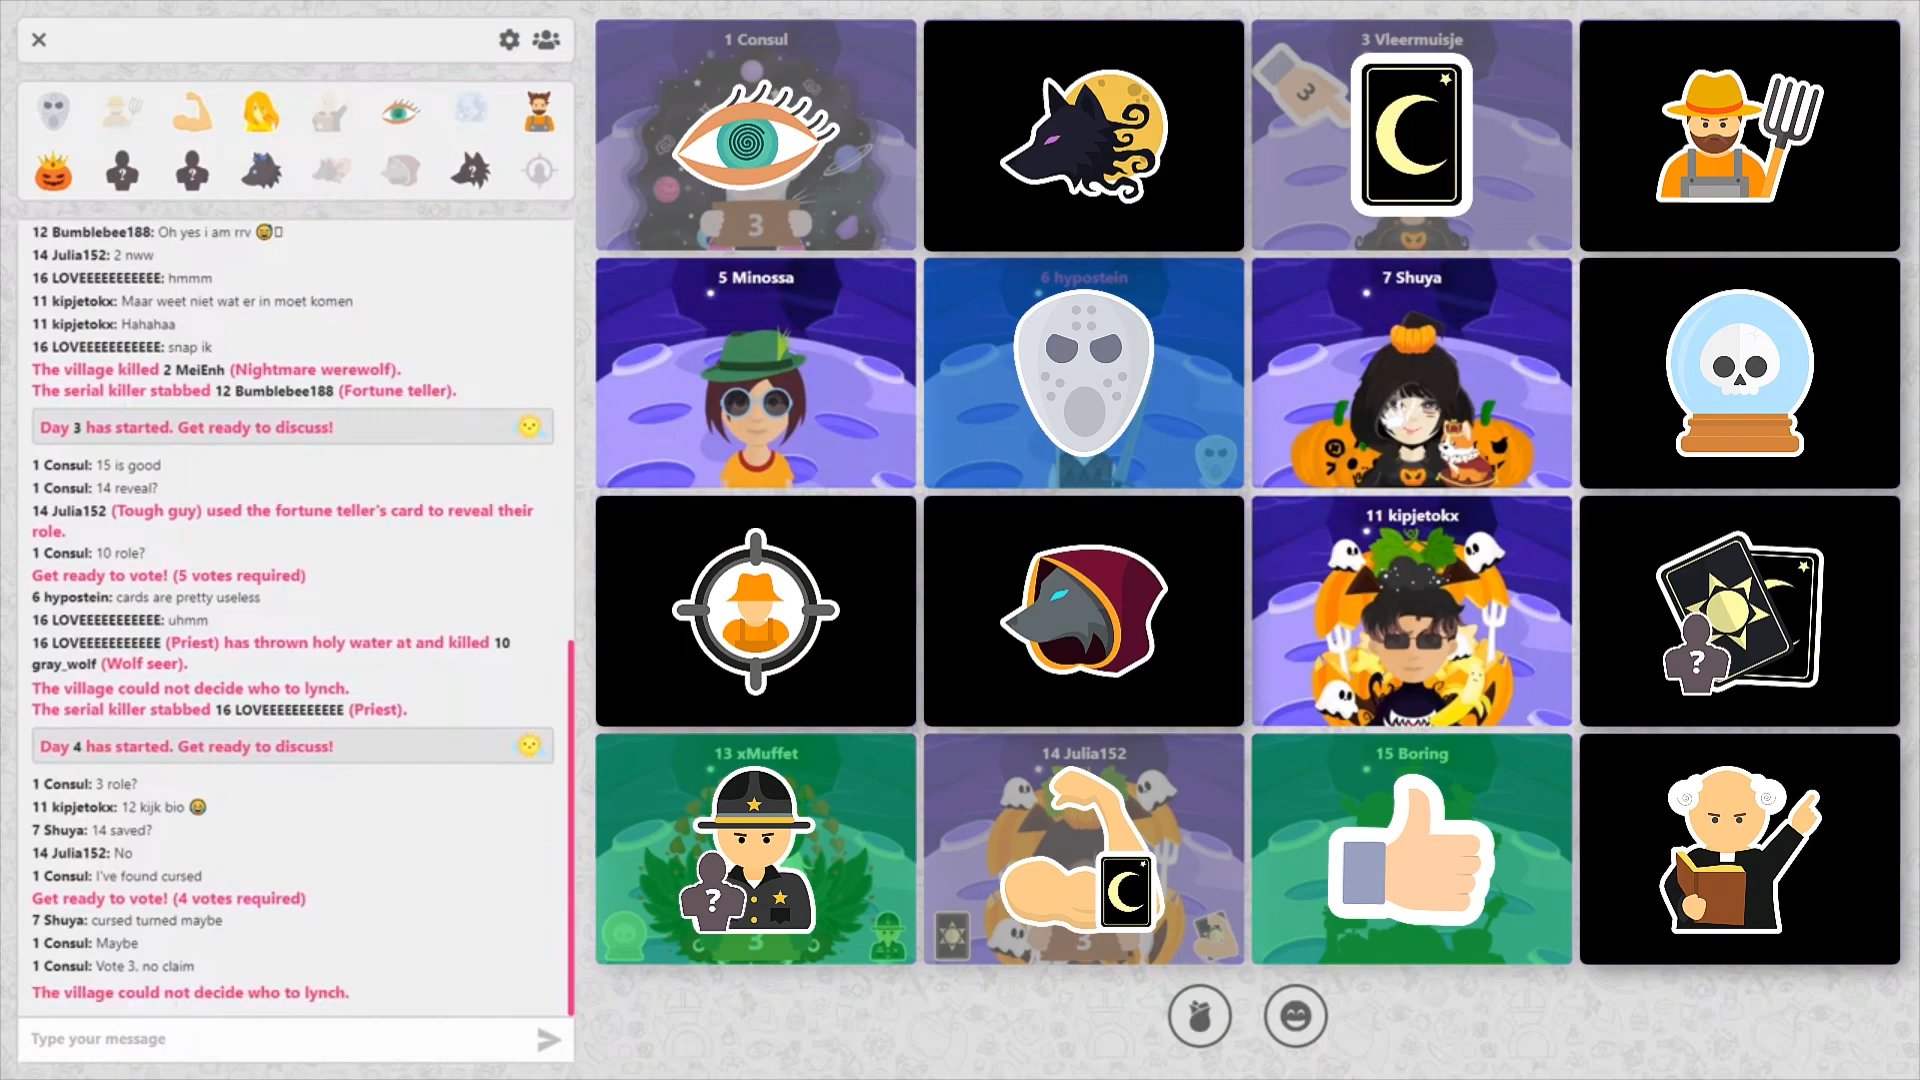 12 Bumblebee188: Oh yes i am rrv 😅
14 Julia152: 2 nww
16 LOVEEEEEEEEEEE: hmmm
11 kipjetokx: Maar weet niet wat er in moet komen
11 kipjetokx: Hahahaa
16 LOVEEEEEEEEEEE: snap ik
The village killed 2 MeiEnh (Nightmare werewolf).
The serial killer stabbed 12 Bumblebee188 (Fortune teller).
Day 3 has started. Get ready to discuss!
1 Consul: 15 is good
1 Consul: 14 reveal?
14 Julia152 (Tough guy) used the fortune teller's card to reveal their
role.
1 Consul: 10 role?
Get ready to vote! (5 votes required)
6 hypostein: cards are pretty useless
16 LOVEEEEEEEEEEE: uhmm
16 LOVEEEEEEEEEEE (Priest) has thrown holy water at and killed 10
gray_wolf (Wolf seer).
The village could not decide who to lynch.
The serial killer stabbed 16 LOVEEEEEEEEEEE (Priest).
Day 4 has started. Get ready to discuss!
1 Consul: 3 role?
11 kipjetokx: 12 kijk bio 😂
7 Shuya: 14 saved?
14 Julia152: No
1 Consul: I've found cursed
Get ready to vote! (4 votes required)
7 Shuya: cursed turned maybe
1 Consul: Maybe
1 Consul: Vote 3. no claim
The village could not decide who to lynch.
Type your message
1 Consul
3
3 Vleermuisje
3
5 Minossa
6 hypostein
7 Shuya
11 kipjetokx
?
13 xMuffet
?
3
14 Julia152
3
15 Boring